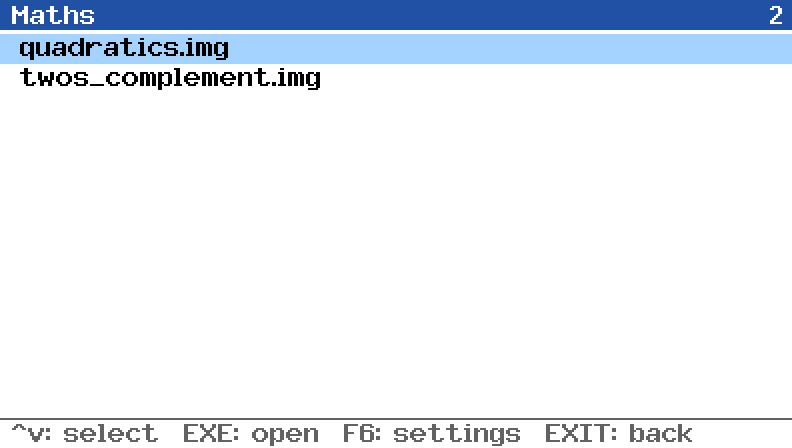 Maths 2
quadratics.img
twos_complement.img
^v: select EXE: open F6: settings EXIT: back